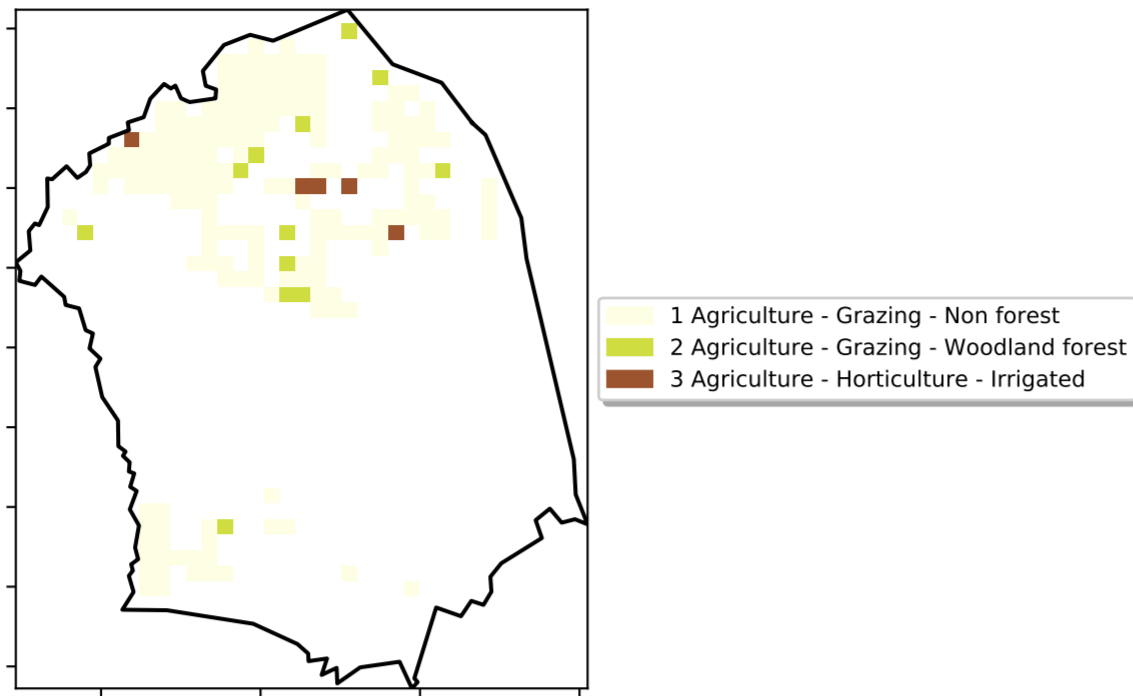 1 Agriculture - Grazing - Non forest
2 Agriculture - Grazing - Woodland forest
3 Agriculture - Horticulture - Irrigated